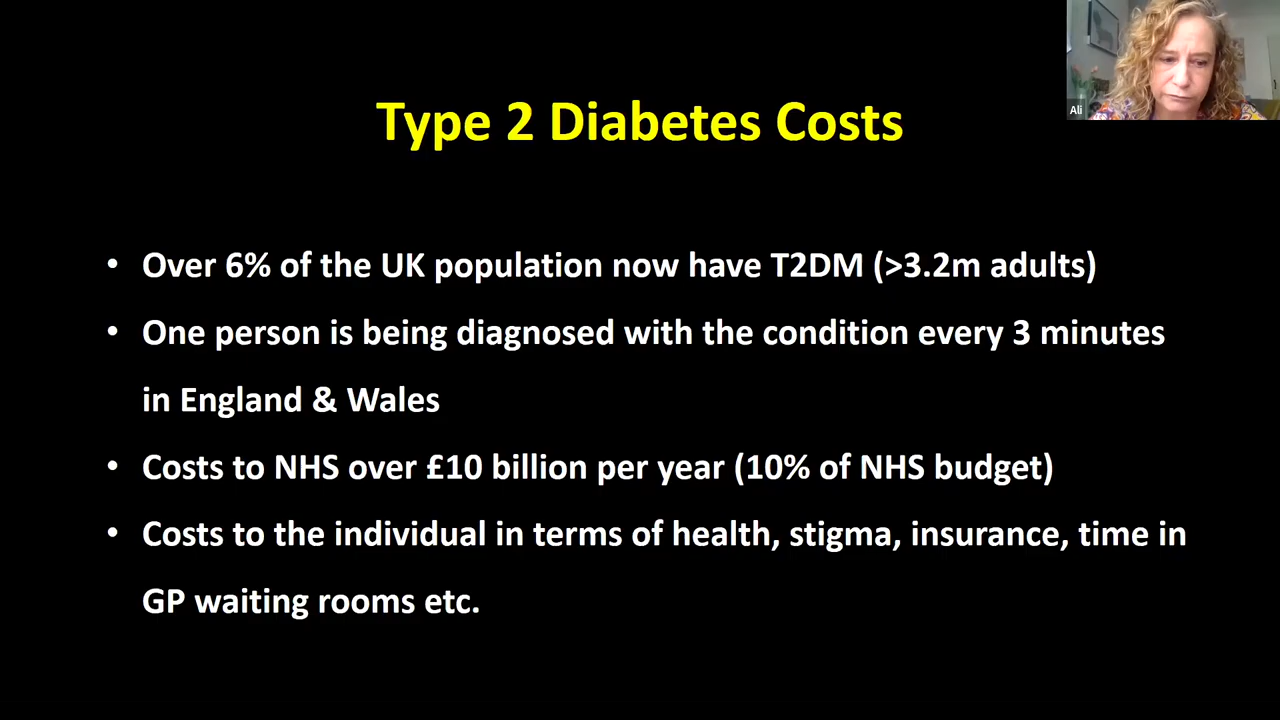 Ali
Type 2 Diabetes Costs
• Over 6% of the UK population now have T2DM (>3.2m adults)
• One person is being diagnosed with the condition every 3 minutes
in England & Wales
• Costs to NHS over £10 billion per year (10% of NHS budget)
• Costs to the individual in terms of health, stigma, insurance, time in
GP waiting rooms etc.